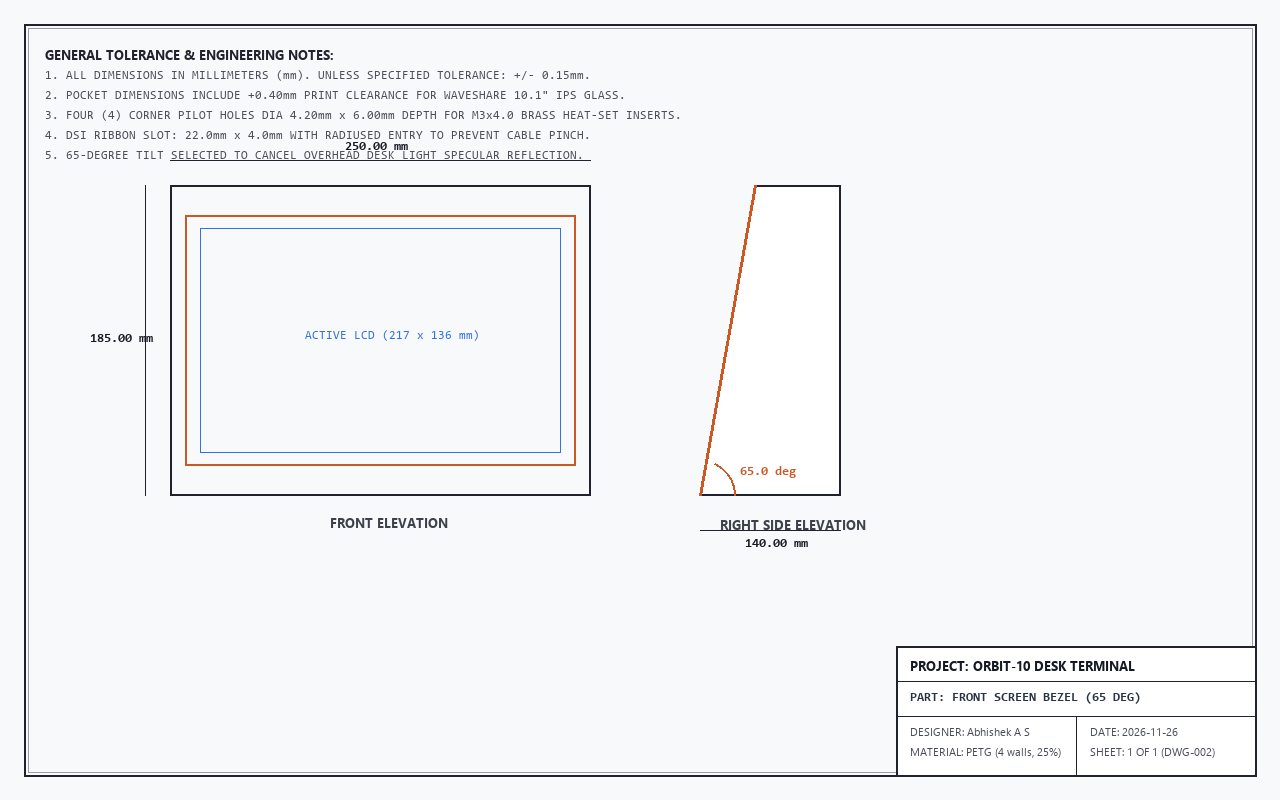 GENERAL TOLERANCE & ENGINEERING NOTES:
1. ALL DIMENSIONS IN MILLIMETERS (mm). UNLESS SPECIFIED TOLERANCE: +/- 0.15mm.
2. POCKET DIMENSIONS INCLUDE +0.40mm PRINT CLEARANCE FOR WAVESHARE 10.1" IPS GLASS.
3. FOUR (4) CORNER PILOT HOLES DIA 4.20mm x 6.00mm DEPTH FOR M3x4.0 BRASS HEAT-SET INSERTS.
4. DSI RIBBON SLOT: 22.0mm x 4.0mm WITH RADIUSED ENTRY TO PREVENT CABLE PINCH.
250.00 mm
5. 65-DEGREE TILT SELECTED TO CANCEL OVERHEAD DESK LIGHT SPECULAR REFLECTION.
185.00 mm
ACTIVE LCD (217 x 136 mm)
65.0 deg
FRONT ELEVATION
RIGHT SIDE ELEVATION
140.00 mm
PROJECT: ORBIT-10 DESK TERMINAL
PART: FRONT SCREEN BEZEL (65 DEG)
DESIGNER: Abhishek A S
DATE: 2026-11-26
MATERIAL: PETG (4 walls, 25%)
SHEET: 1 OF 1 (DWG-002)